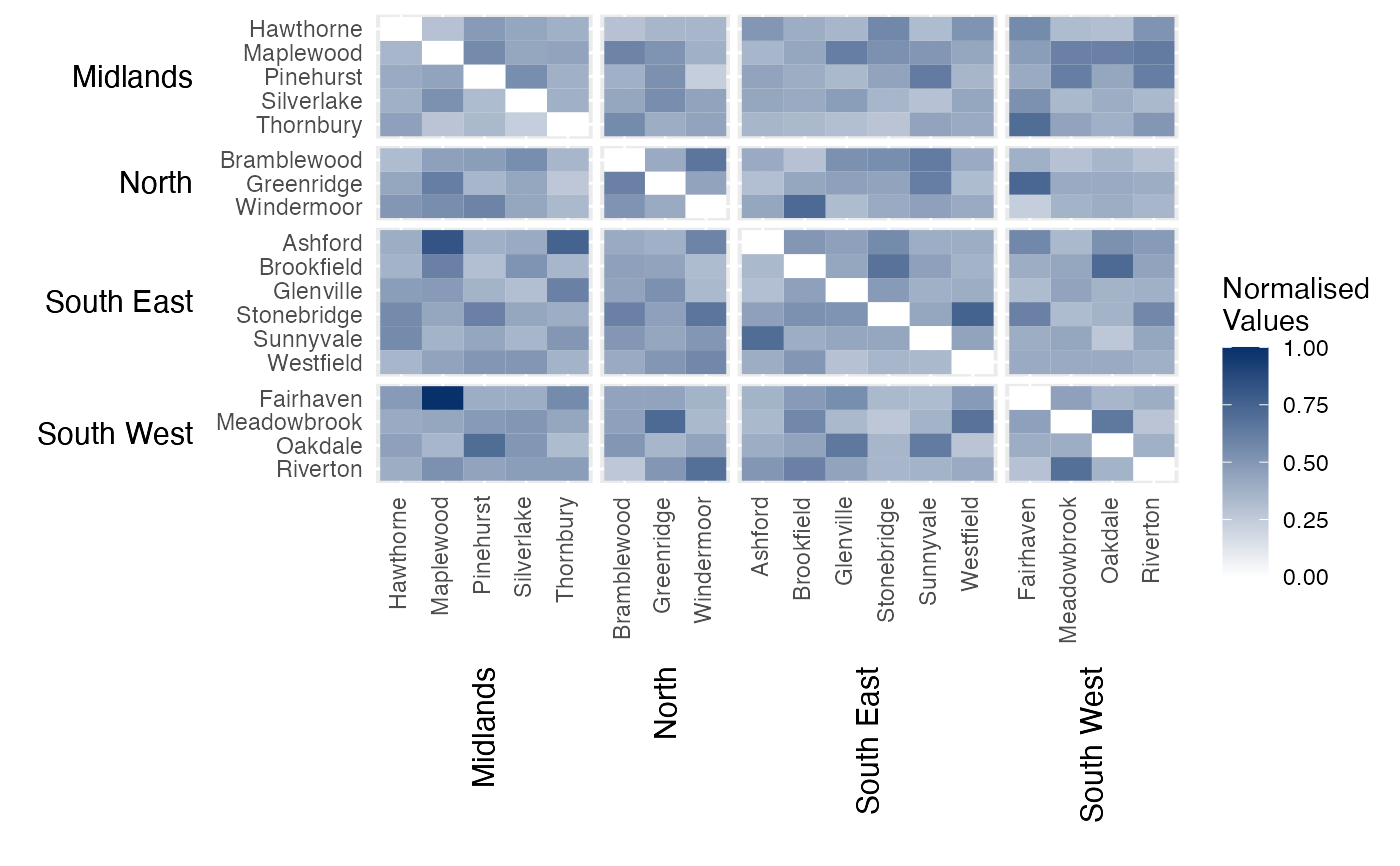 Midlands
Hawthorne
Maplewood
Pinehurst
Silverlake
Thornbury
North
Bramblewood
Greenridge
Windermoor
South East
Ashford
Brookfield
Glenville
Stonebridge
Sunnyvale
Westfield
South West
Fairhaven
Meadowbrook
Oakdale
Riverton
Hawthorne
Maplewood
Pinehurst
Silverlake
Thornbury
Bramblewood
Greenridge
Windermoor
Ashford
Brookfield
Glenville
Stonebridge
Sunnyvale
Westfield
Fairhaven
Meadowbrook
Oakdale
Riverton
Midlands
North
South East
South West
Normalised
Values
1.00
0.75
0.50
0.25
0.00